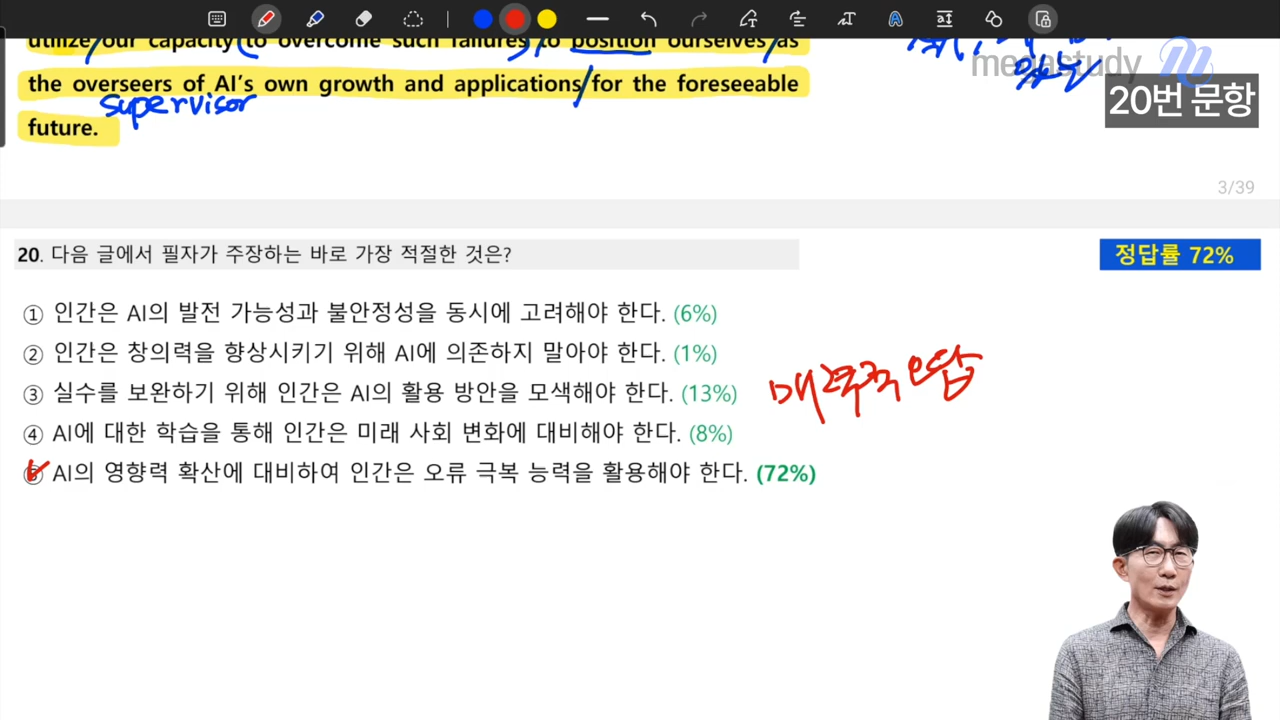 utilize/our capacity (to overcome such failures, to position ourselves/as
megastudy
the overseers of AI's own growth and applications/for the foreseeable
supervisor
20번 문항
future.
3/39
20. 다음 글에서 필자가 주장하는 바로 가장 적절한 것은?
정답률 72%
① 인간은 AI의 발전 가능성과 불안정성을 동시에 고려해야 한다. (6%)
② 인간은 창의력을 향상시키기 위해 AI에 의존하지 말아야 한다. (1%)
③ 실수를 보완하기 위해 인간은 AI의 활용 방안을 모색해야 한다. (13%)
매력적 오답
④ AI에 대한 학습을 통해 인간은 미래 사회 변화에 대비해야 한다. (8%)
⑤ AI의 영향력 확산에 대비하여 인간은 오류 극복 능력을 활용해야 한다. (72%)